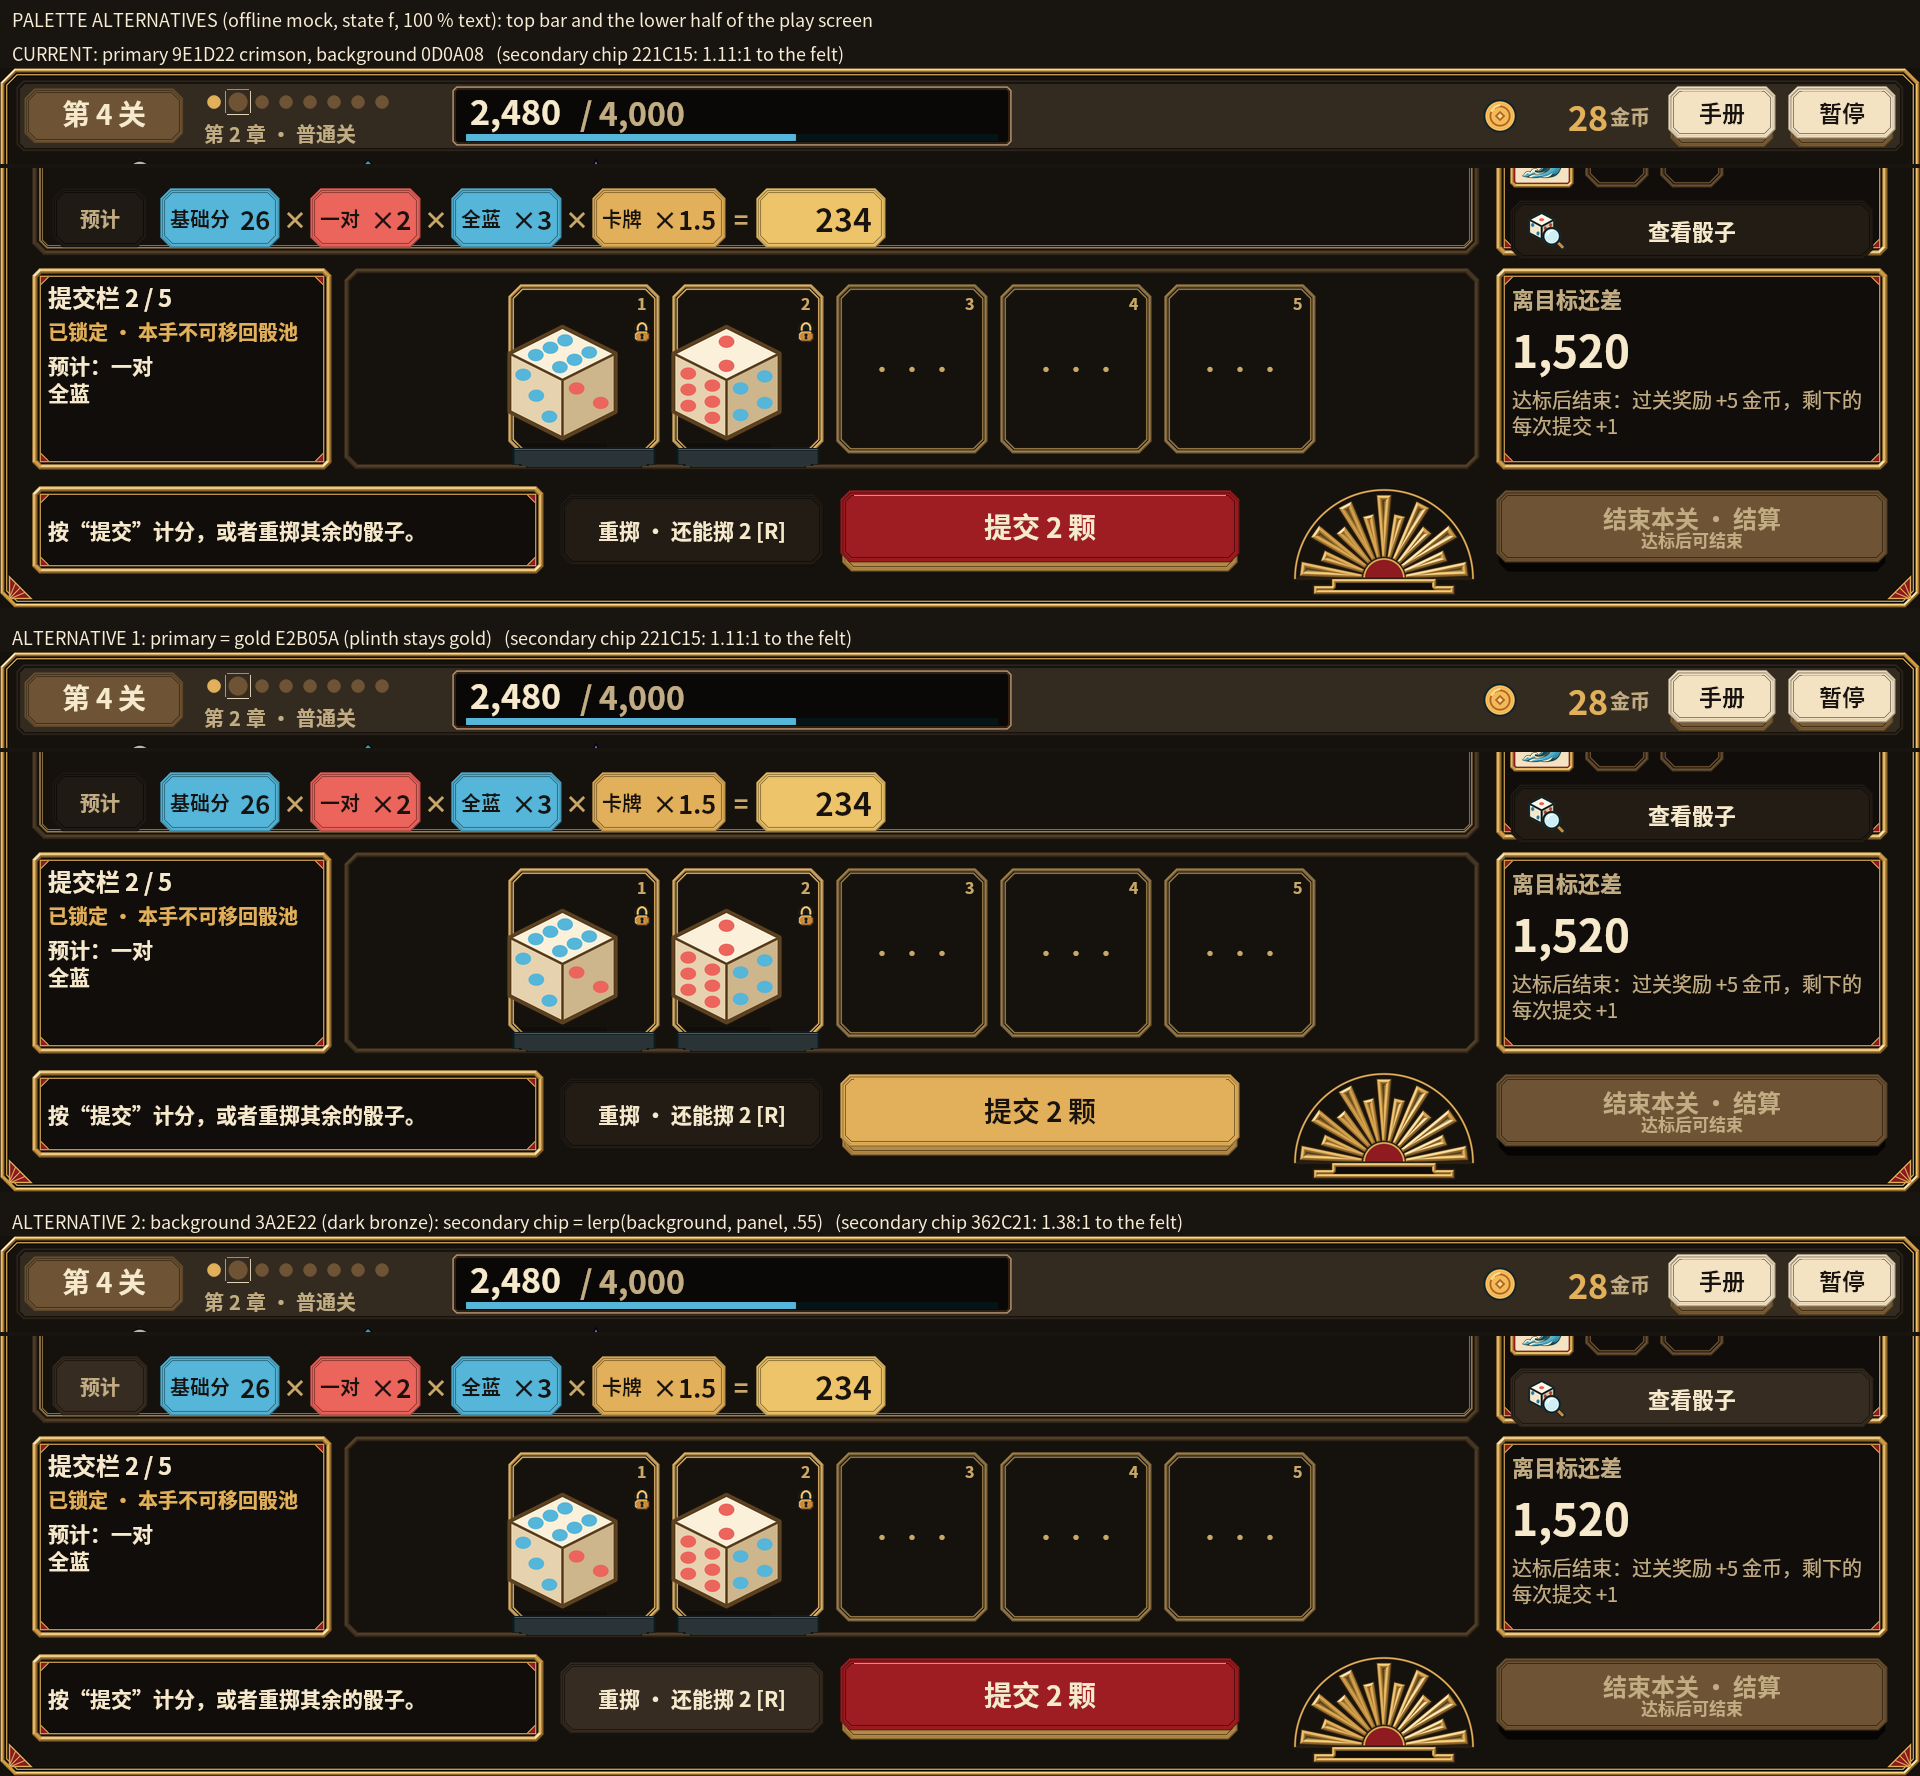 PALETTE ALTERNATIVES (offline mock, state f, 100 % text): top bar and the lower half of the play screen
CURRENT: primary 9E1D22 crimson, background 0D0A08 (secondary chip 221C15: 1.11:1 to the felt)
第 4 关
第 2 章 · 普通关
2,480 / 4,000
28金币
手册
暂停
预计
基础分 26 × 一对 ×2 × 全蓝 ×3 × 卡牌 ×1.5 = 234
查看骰子
提交栏 2 / 5
已锁定 · 本手不可移回骰池
预计：一对
全蓝
1
2
3
4
5
离目标还差
1,520
达标后结束：过关奖励 +5 金币，剩下的
每次提交 +1
按“提交”计分，或者重掷其余的骰子。
重掷 · 还能掷 2 [R]
提交 2 颗
结束本关 · 结算
达标后可结束
ALTERNATIVE 1: primary = gold E2B05A (plinth stays gold) (secondary chip 221C15: 1.11:1 to the felt)
第 4 关
第 2 章 · 普通关
2,480 / 4,000
28金币
手册
暂停
预计
基础分 26 × 一对 ×2 × 全蓝 ×3 × 卡牌 ×1.5 = 234
查看骰子
提交栏 2 / 5
已锁定 · 本手不可移回骰池
预计：一对
全蓝
1
2
3
4
5
离目标还差
1,520
达标后结束：过关奖励 +5 金币，剩下的
每次提交 +1
按“提交”计分，或者重掷其余的骰子。
重掷 · 还能掷 2 [R]
提交 2 颗
结束本关 · 结算
达标后可结束
ALTERNATIVE 2: background 3A2E22 (dark bronze): secondary chip = lerp(background, panel, .55) (secondary chip 362C21: 1.38:1 to the felt)
第 4 关
第 2 章 · 普通关
2,480 / 4,000
28金币
手册
暂停
预计
基础分 26 × 一对 ×2 × 全蓝 ×3 × 卡牌 ×1.5 = 234
查看骰子
提交栏 2 / 5
已锁定 · 本手不可移回骰池
预计：一对
全蓝
1
2
3
4
5
离目标还差
1,520
达标后结束：过关奖励 +5 金币，剩下的
每次提交 +1
按“提交”计分，或者重掷其余的骰子。
重掷 · 还能掷 2 [R]
提交 2 颗
结束本关 · 结算
达标后可结束